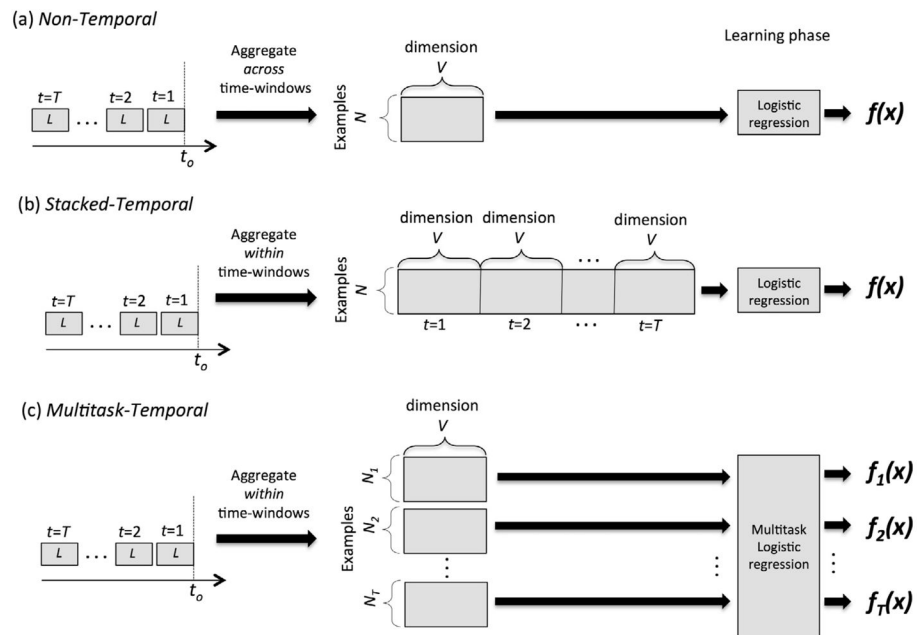 (a) Non-Temporal
Learning phase
Aggregate
across
time-windows
dimension
V
t=T
t=2
t=1
L
...
L
L
t_o
Examples
N
Logistic
regression
f(x)
(b) Stacked-Temporal
Aggregate
within
time-windows
dimension
V
dimension
V
dimension
V
...
t=T
t=2
t=1
L
...
L
L
t_o
Examples
N
t=1
t=2
...
t=T
Logistic
regression
f(x)
(c) Multitask-Temporal
Aggregate
within
time-windows
dimension
V
t=T
t=2
t=1
L
...
L
L
t_o
Examples
N_1
N_2
...
N_T
Multitask
Logistic
regression
f_1(x)
f_2(x)
...
f_T(x)